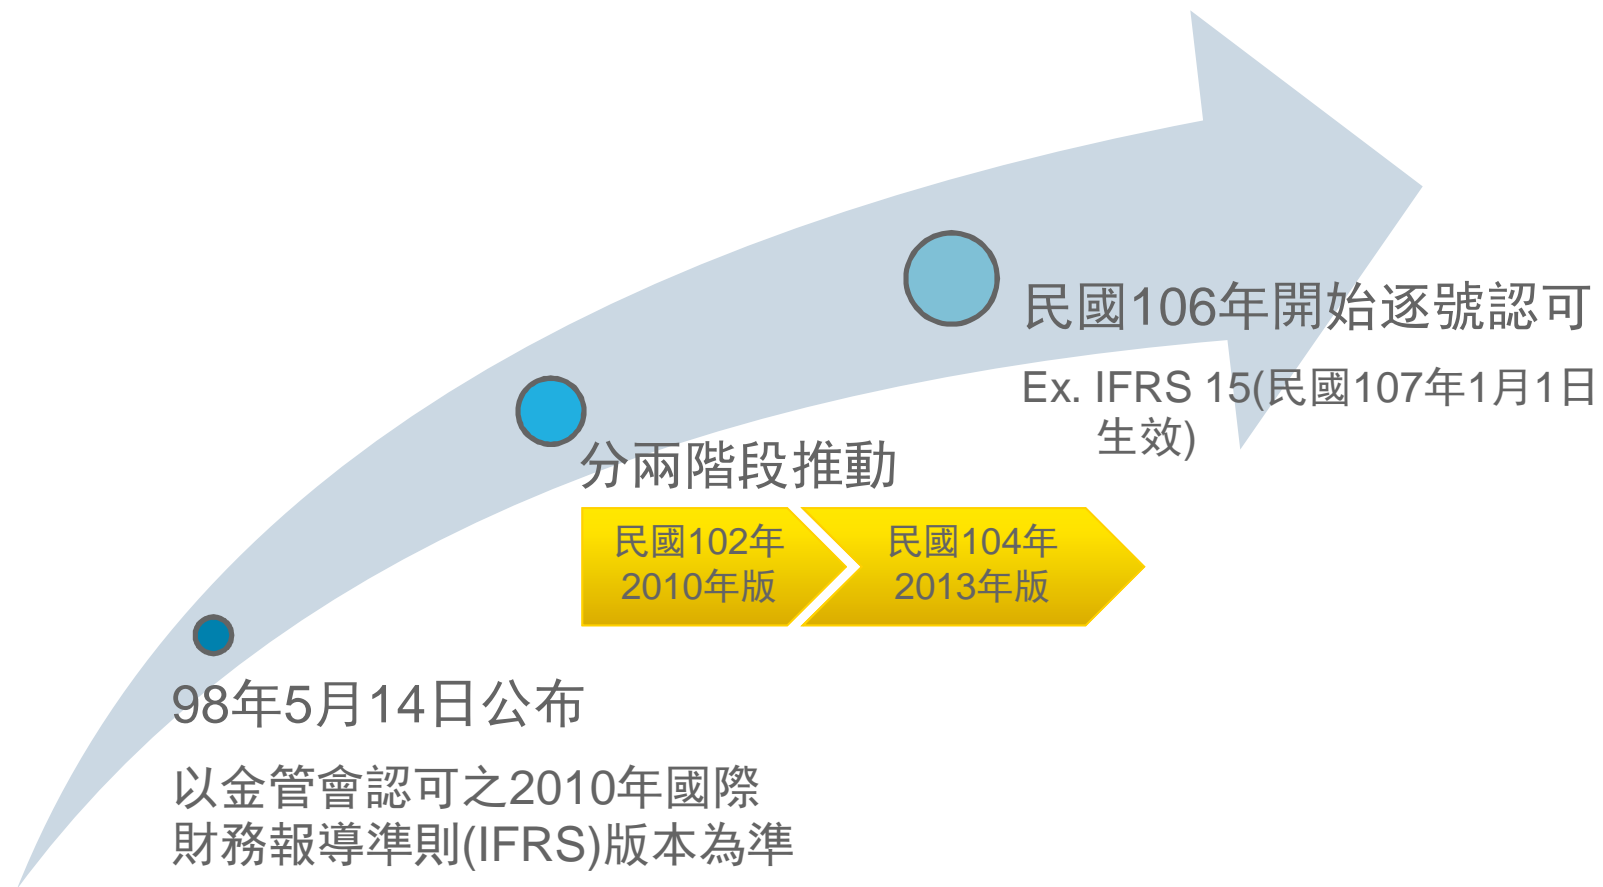 民國106年開始逐號認可
Ex. IFRS 15(民國107年1月1日
生效)
分兩階段推動
民國102年
2010年版
民國104年
2013年版
98年5月14日公布
以金管會認可之2010年國際
財務報導準則(IFRS)版本為準